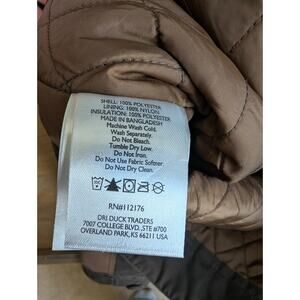 SHELL: 100% POLYESTER
LINING: 100% NYLON
INSULATION: 100% POLYESTER
MADE IN BANGLADESH
Machine Wash Cold.
Wash Separately.
Do Not Bleach.
Tumble Dry Low.
Do Not Iron.
Do Not Use Fabric Softner.
Do Not Dry Clean.
RN#112176
DRI DUCK TRADERS
7007 COLLEGE BLVD., STE #700
OVERLAND PARK, KS 66211 USA